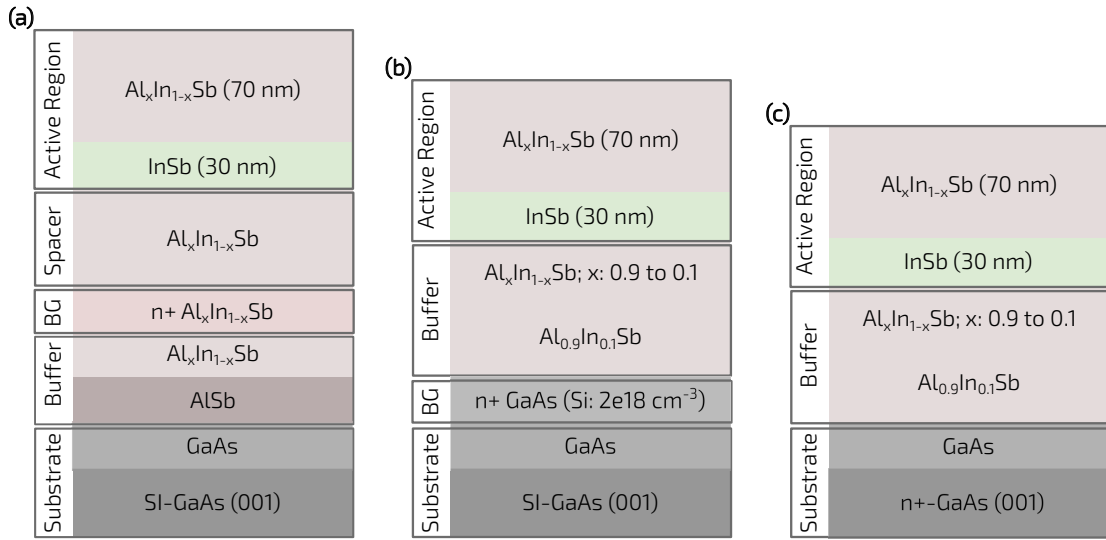 (a)
Active Region
AlₓIn₁₋ₓSb (70 nm)
InSb (30 nm)
Spacer
AlₓIn₁₋ₓSb
BG
n+ AlₓIn₁₋ₓSb
Buffer
AlₓIn₁₋ₓSb
AlSb
Substrate
GaAs
SI-GaAs (001)
(b)
Active Region
AlₓIn₁₋ₓSb (70 nm)
InSb (30 nm)
Buffer
AlₓIn₁₋ₓSb; x: 0.9 to 0.1
Al₀.₉In₀.₁Sb
BG
n+ GaAs (Si: 2e18 cm⁻³)
Substrate
GaAs
SI-GaAs (001)
(c)
Active Region
AlₓIn₁₋ₓSb (70 nm)
InSb (30 nm)
Buffer
AlₓIn₁₋ₓSb; x: 0.9 to 0.1
Al₀.₉In₀.₁Sb
Substrate
GaAs
n+-GaAs (001)